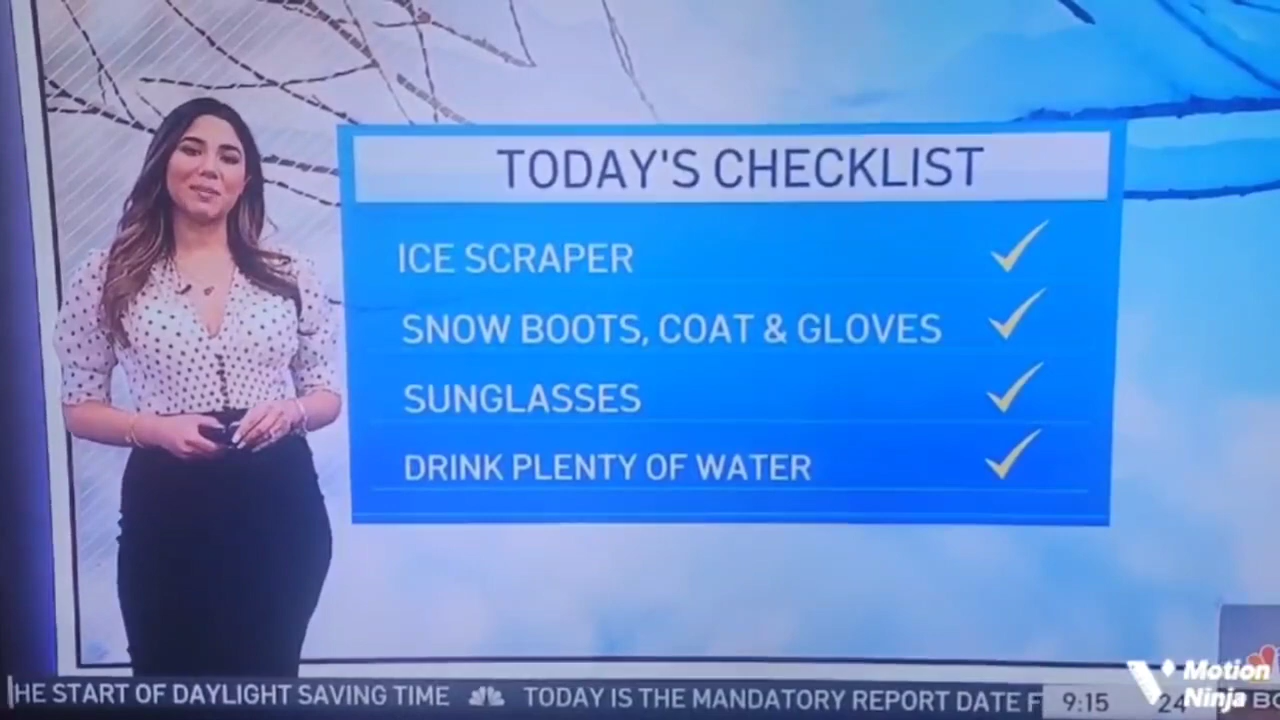 TODAY'S CHECKLIST
ICE SCRAPER
SNOW BOOTS, COAT & GLOVES
SUNGLASSES
DRINK PLENTY OF WATER
HE START OF DAYLIGHT SAVING TIME TODAY IS THE MANDATORY REPORT DATE F
9:15
24
Motion
Ninja